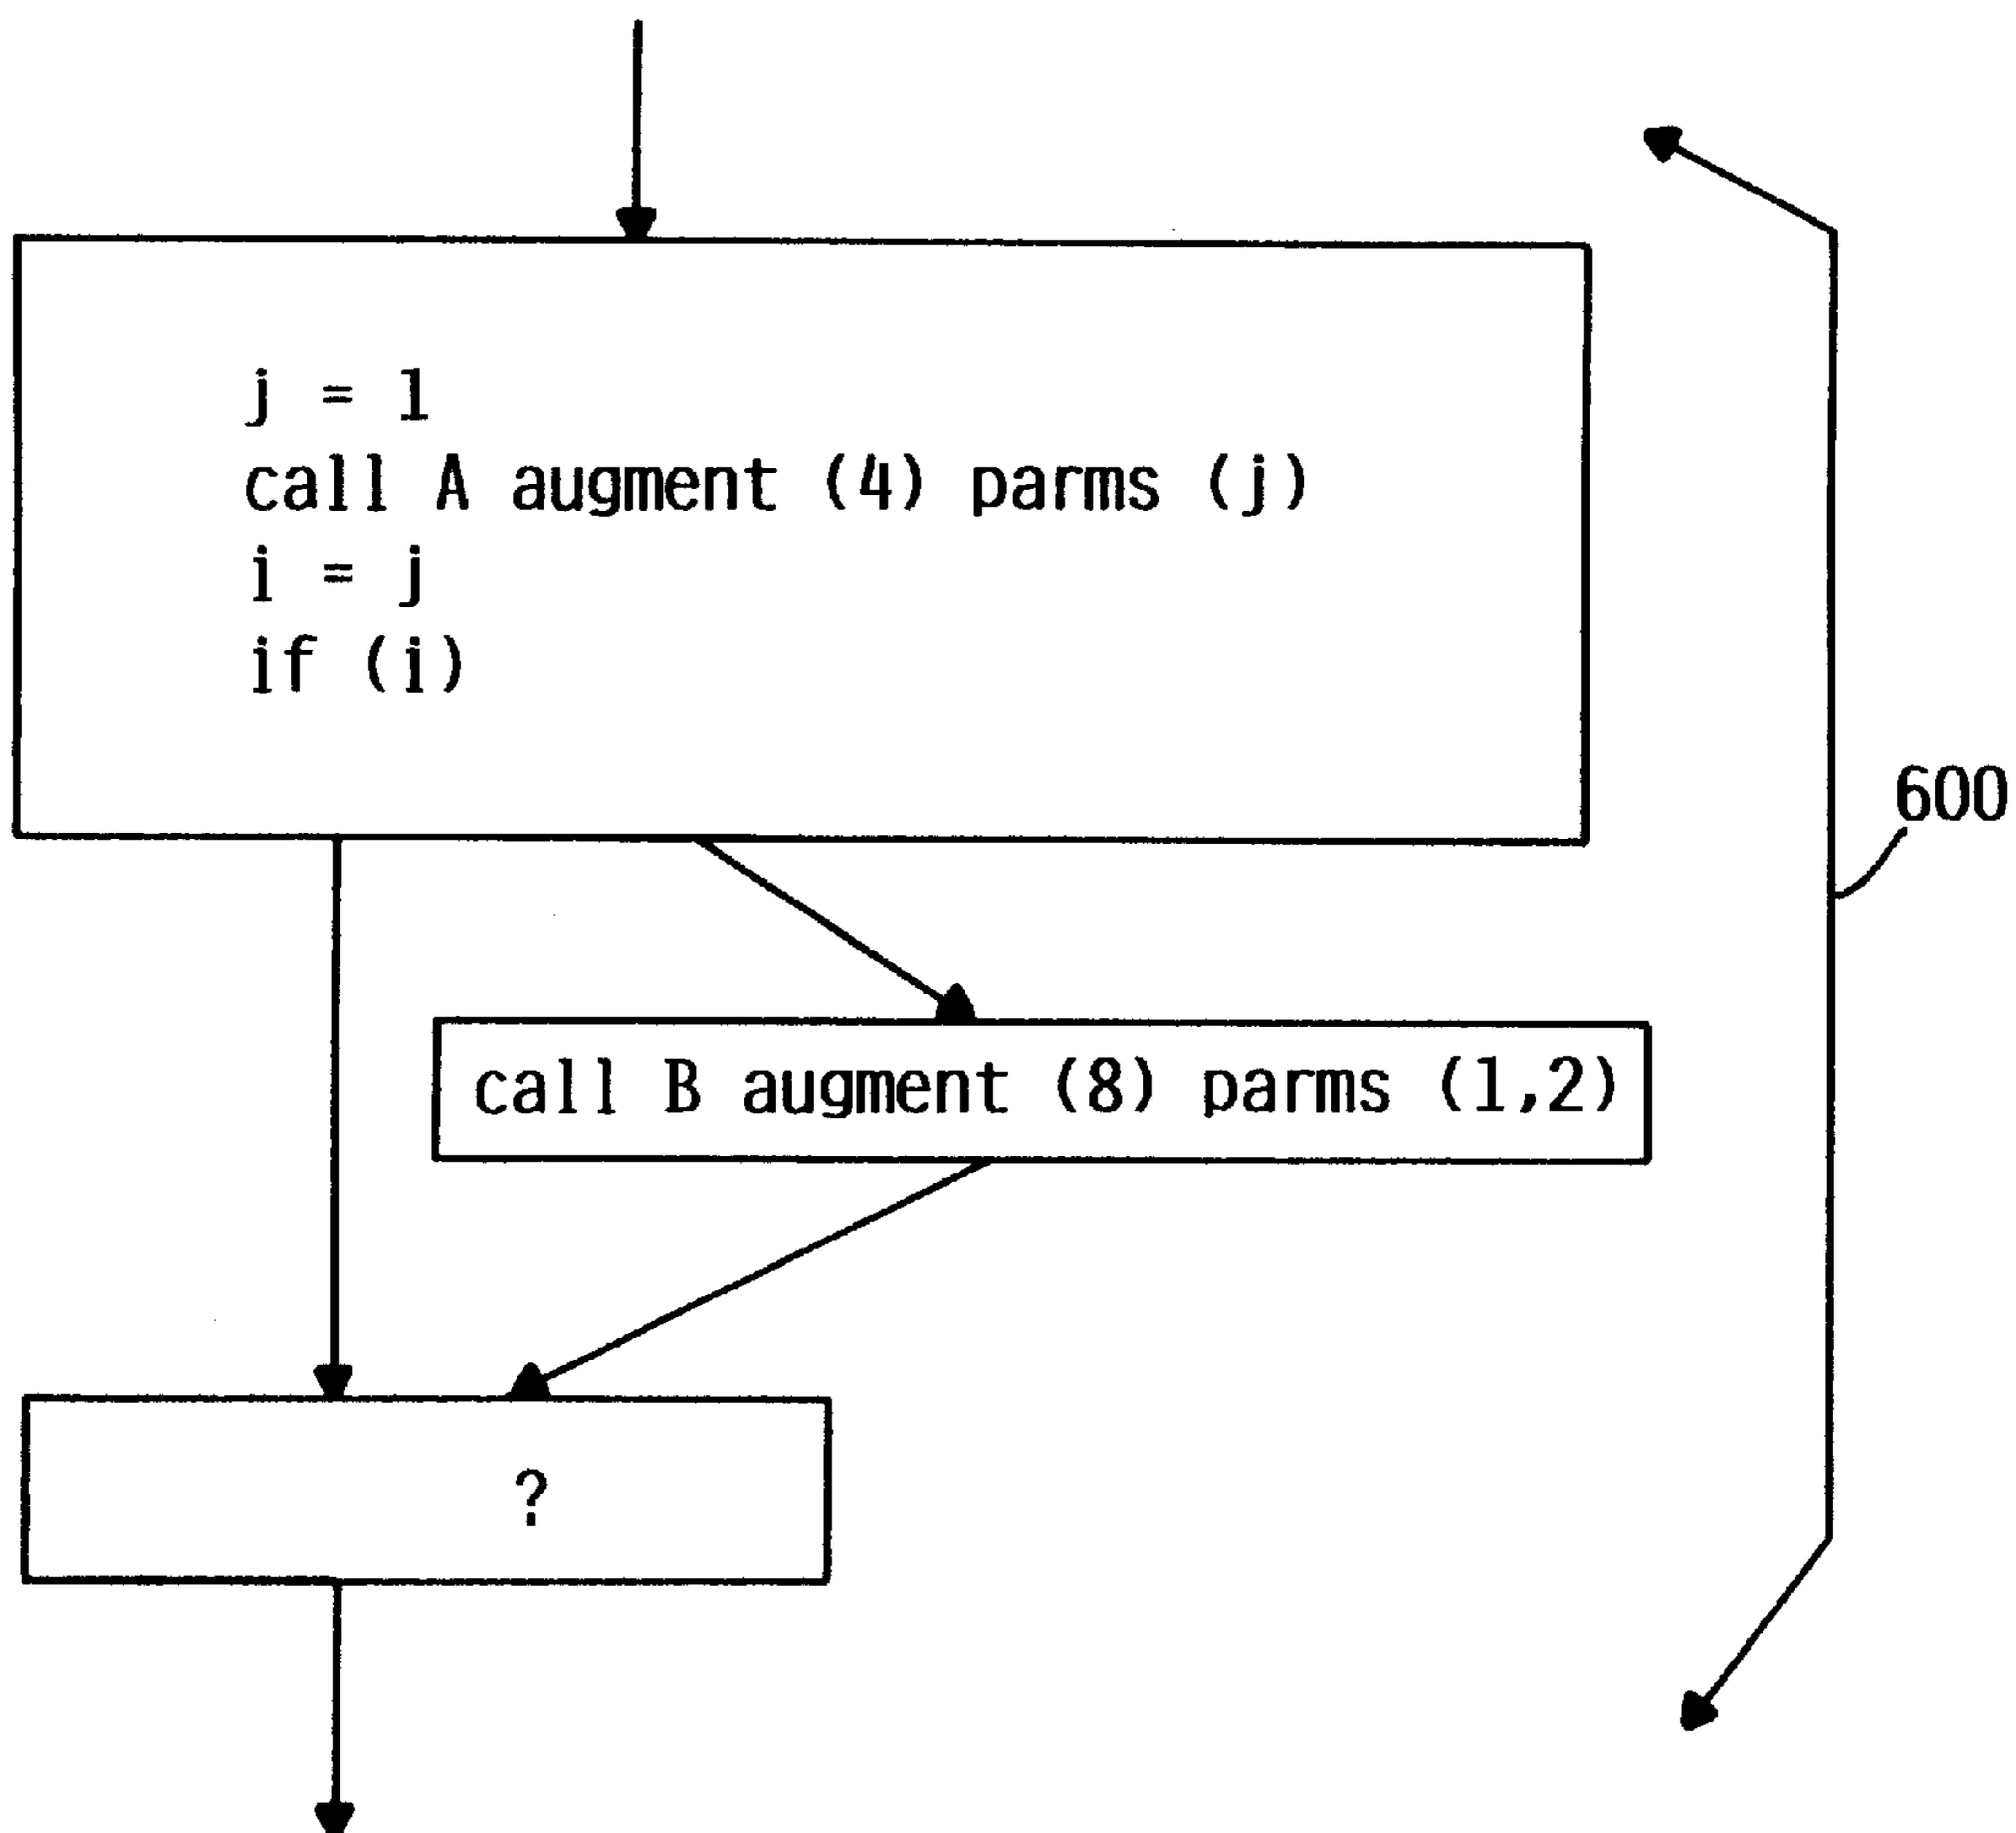 j = 1
call A augment (4) parms (j)
i = j
if (i)
600
call B augment (8) parms (1,2)
?